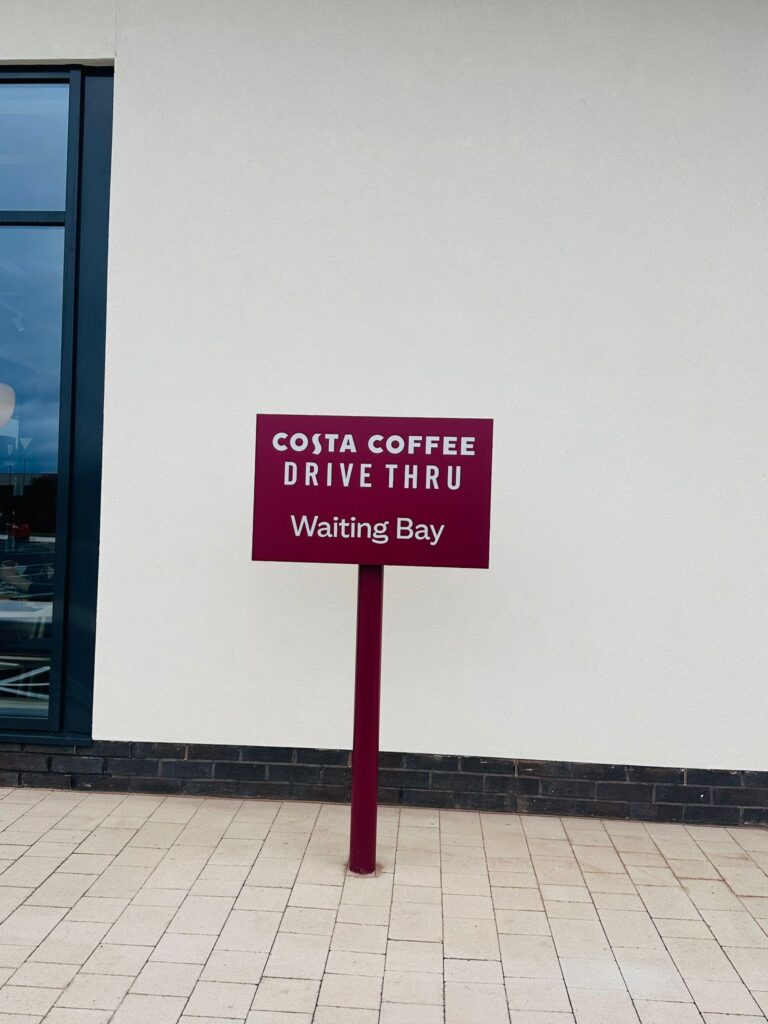 COSTA COFFEE
DRIVE THRU
Waiting Bay